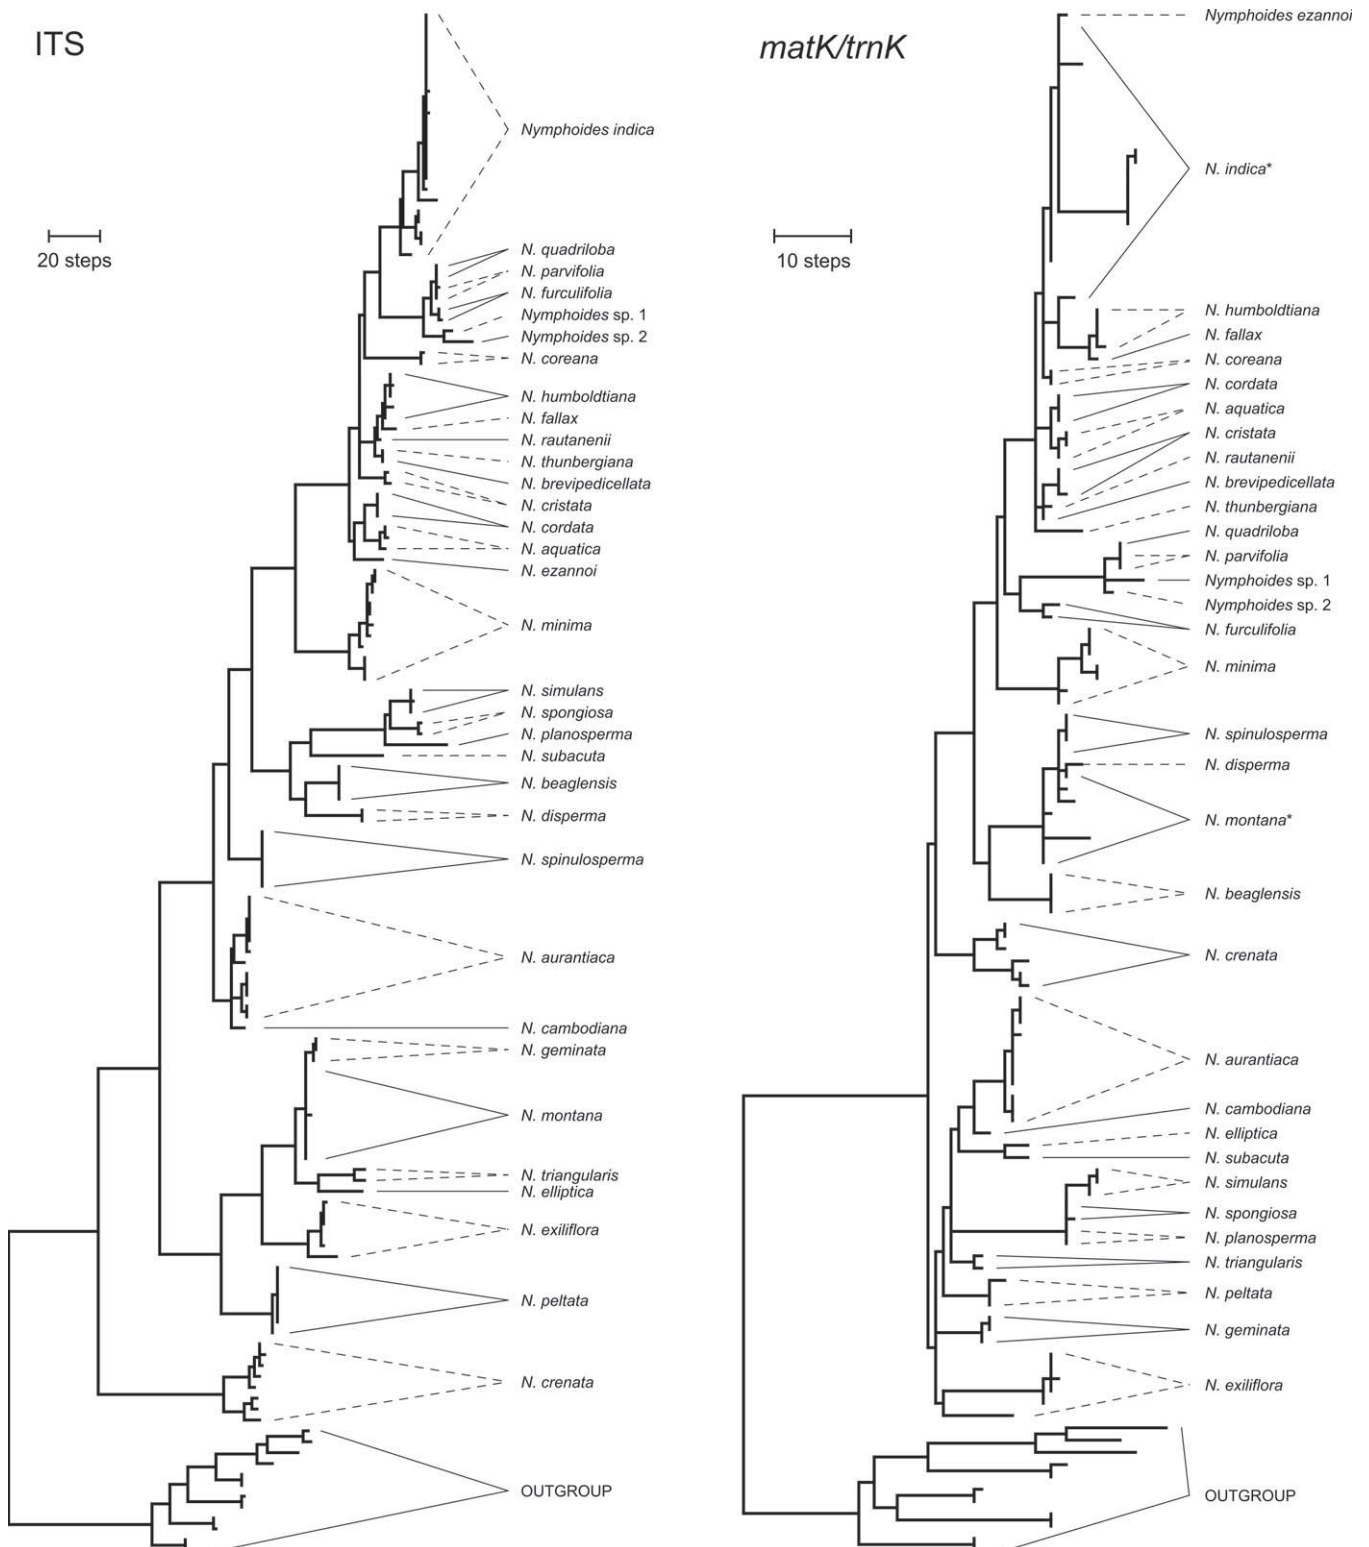 ITS
20 steps
Nymphoides indica
N. quadriloba
N. parvifolia
N. furculifolia
Nymphoides sp. 1
Nymphoides sp. 2
N. coreana
N. humboldtiana
N. fallax
N. rautanenii
N. thunbergiana
N. brevipedicellata
N. cristata
N. cordata
N. aquatica
N. ezannoi
N. minima
N. simulans
N. spongiosa
N. planosperma
N. subacuta
N. beaglensis
N. disperma
N. spinulosperma
N. aurantiaca
N. cambodiana
N. geminata
N. montana
N. triangularis
N. elliptica
N. exiliflora
N. peltata
N. crenata
OUTGROUP
matK/trnK
10 steps
Nymphoides ezannoi
N. indica*
N. humboldtiana
N. fallax
N. coreana
N. cordata
N. aquatica
N. cristata
N. rautanenii
N. brevipedicellata
N. thunbergiana
N. quadriloba
N. parvifolia
Nymphoides sp. 1
Nymphoides sp. 2
N. furculifolia
N. minima
N. spinulosperma
N. disperma
N. montana*
N. beaglensis
N. crenata
N. aurantiaca
N. cambodiana
N. elliptica
N. subacuta
N. simulans
N. spongiosa
N. planosperma
N. triangularis
N. peltata
N. geminata
N. exiliflora
OUTGROUP